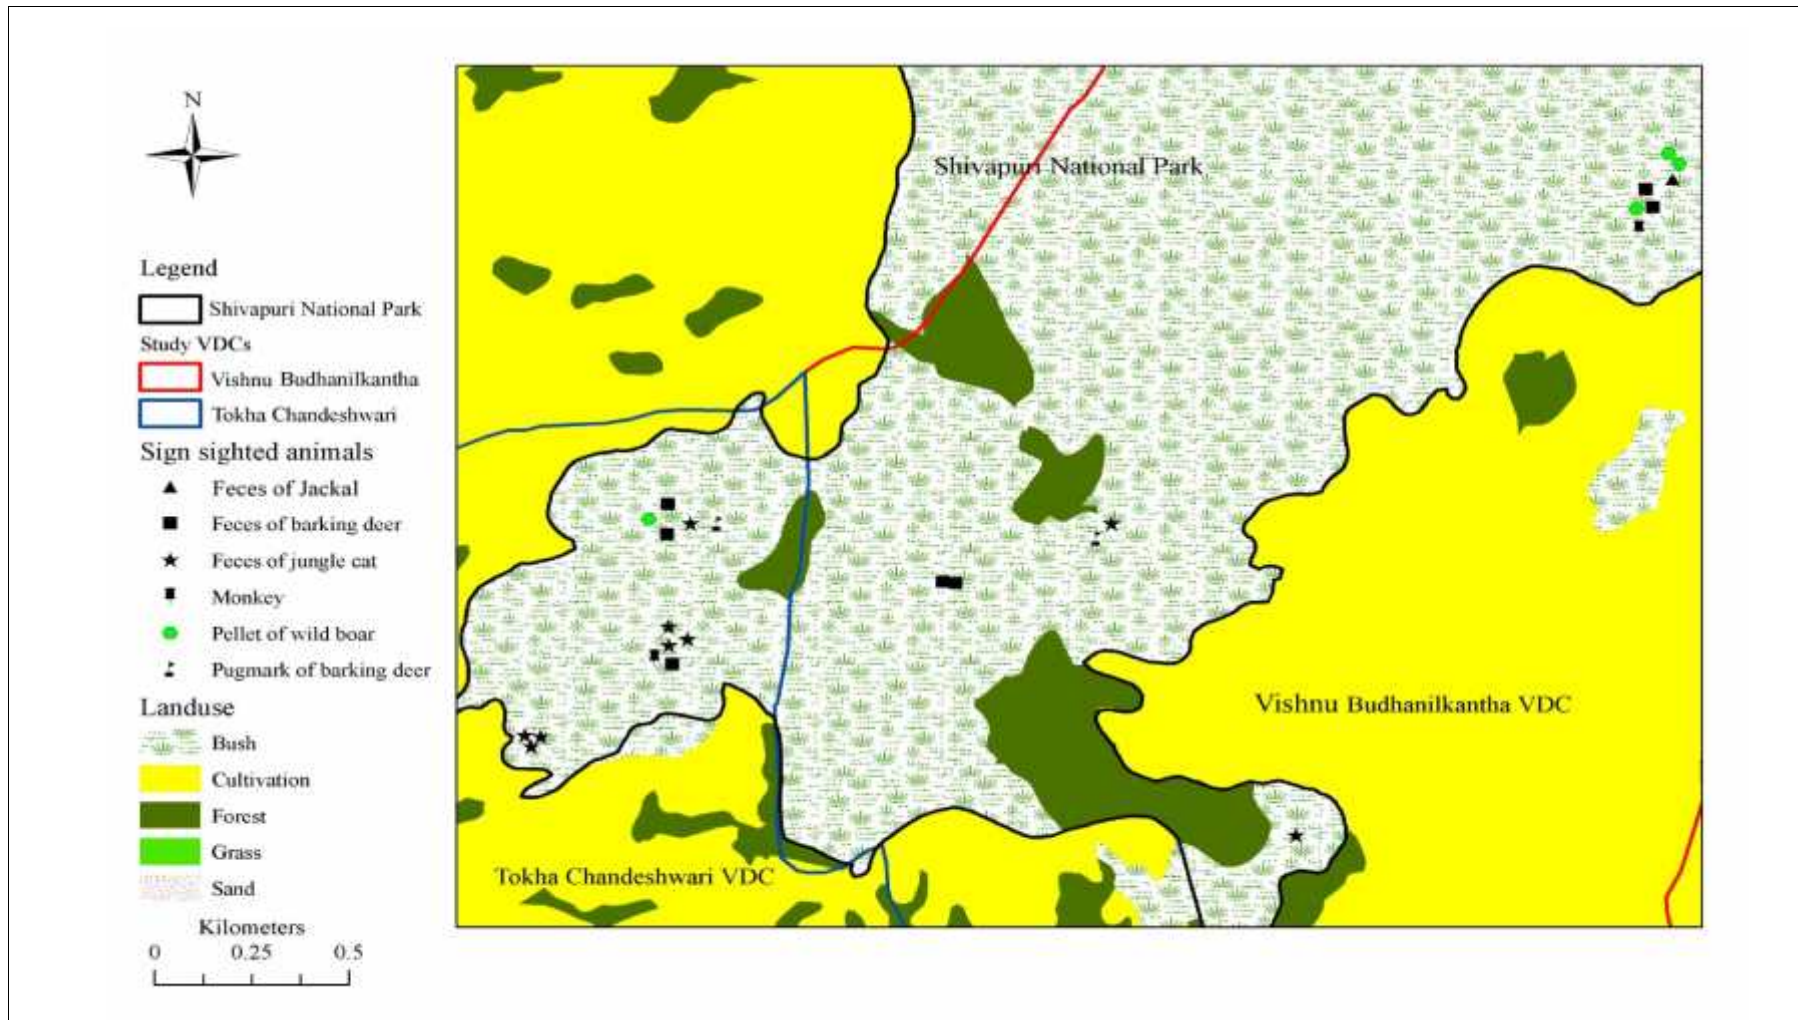 N
Legend
Shivapuri National Park
Study VDCs
Vishnu Budhanilkantha
Tokha Chandeshwari
Sign sighted animals
Feces of Jackal
Feces of barking deer
Feces of jungle cat
Monkey
Pellet of wild boar
Pugmark of barking deer
Landuse
Bush
Cultivation
Forest
Grass
Sand
Kilometers
0 0.25 0.5
Shivapuri National Park
Vishnu Budhanilkantha VDC
Tokha Chandeshwari VDC